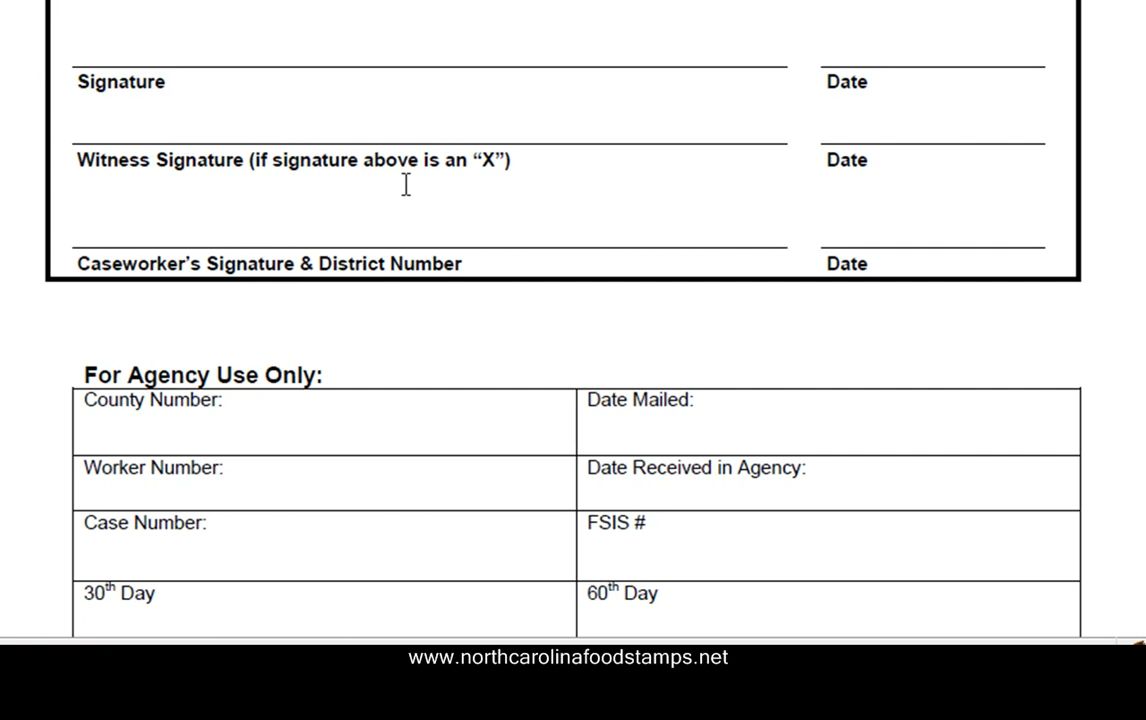 Signature Date
Witness Signature (if signature above is an “X”) Date
Caseworker’s Signature & District Number Date
For Agency Use Only:
County Number: Date Mailed:
Worker Number: Date Received in Agency:
Case Number: FSIS #
30th Day 60th Day
www.northcarolinafoodstamps.net